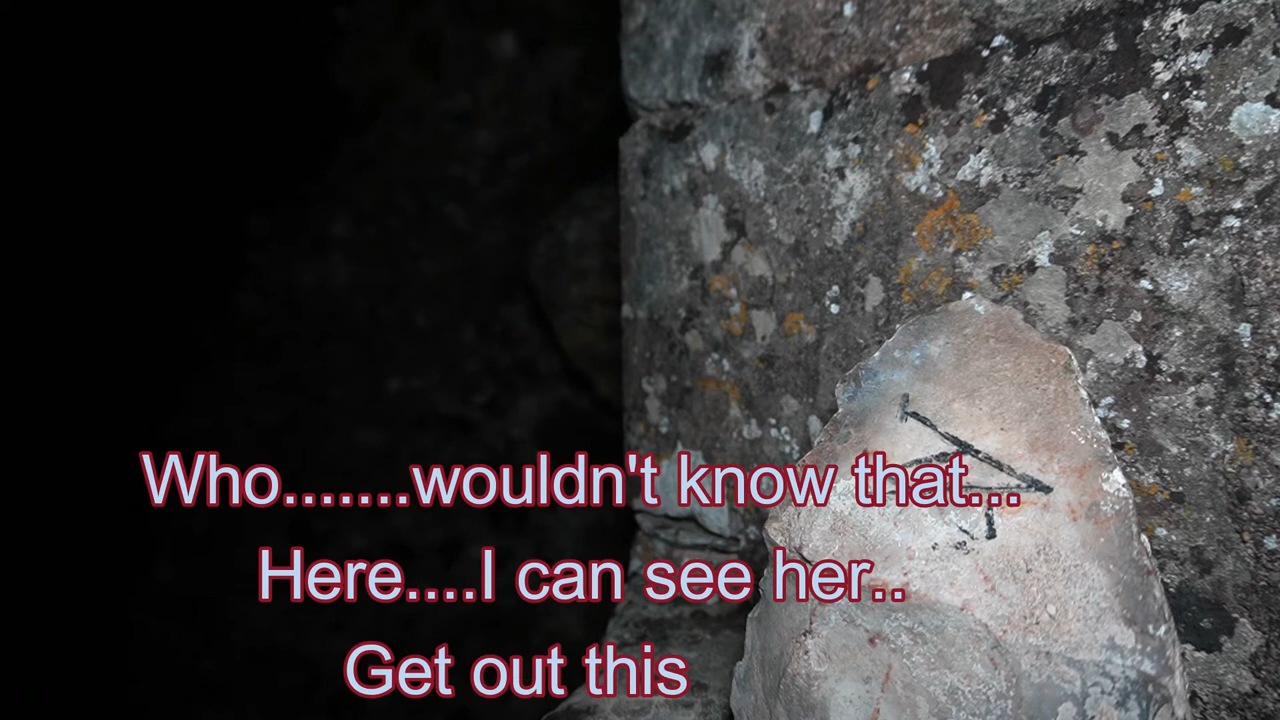 Who.......wouldn't know that...
Here....I can see her..
Get out this